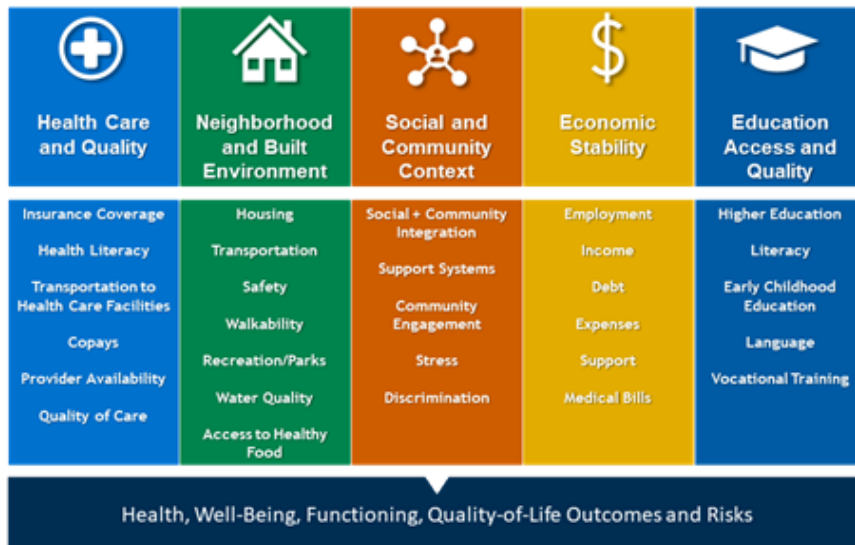 Health Care
and Quality
Neighborhood
and Built
Environment
Social and
Community
Context
Economic
Stability
Education
Access and
Quality
Insurance Coverage
Health Literacy
Transportation to
Health Care Facilities
Copays
Provider Availability
Quality of Care
Housing
Transportation
Safety
Walkability
Recreation/Parks
Water Quality
Access to Healthy
Food
Social + Community
Integration
Support Systems
Community
Engagement
Stress
Discrimination
Employment
Income
Debt
Expenses
Support
Medical Bills
Higher Education
Literacy
Early Childhood
Education
Language
Vocational Training
Health, Well-Being, Functioning, Quality-of-Life Outcomes and Risks